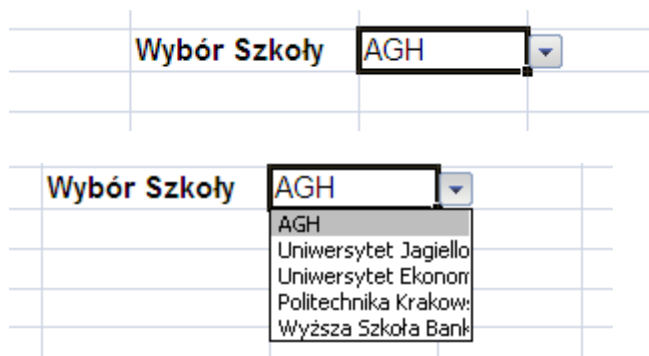 Wybór Szkoły AGH
Wybór Szkoły AGH
AGH
Uniwersytet Jagiello
Uniwersytet Ekonom
Politechnika Krakow
Wyższa Szkoła Bank